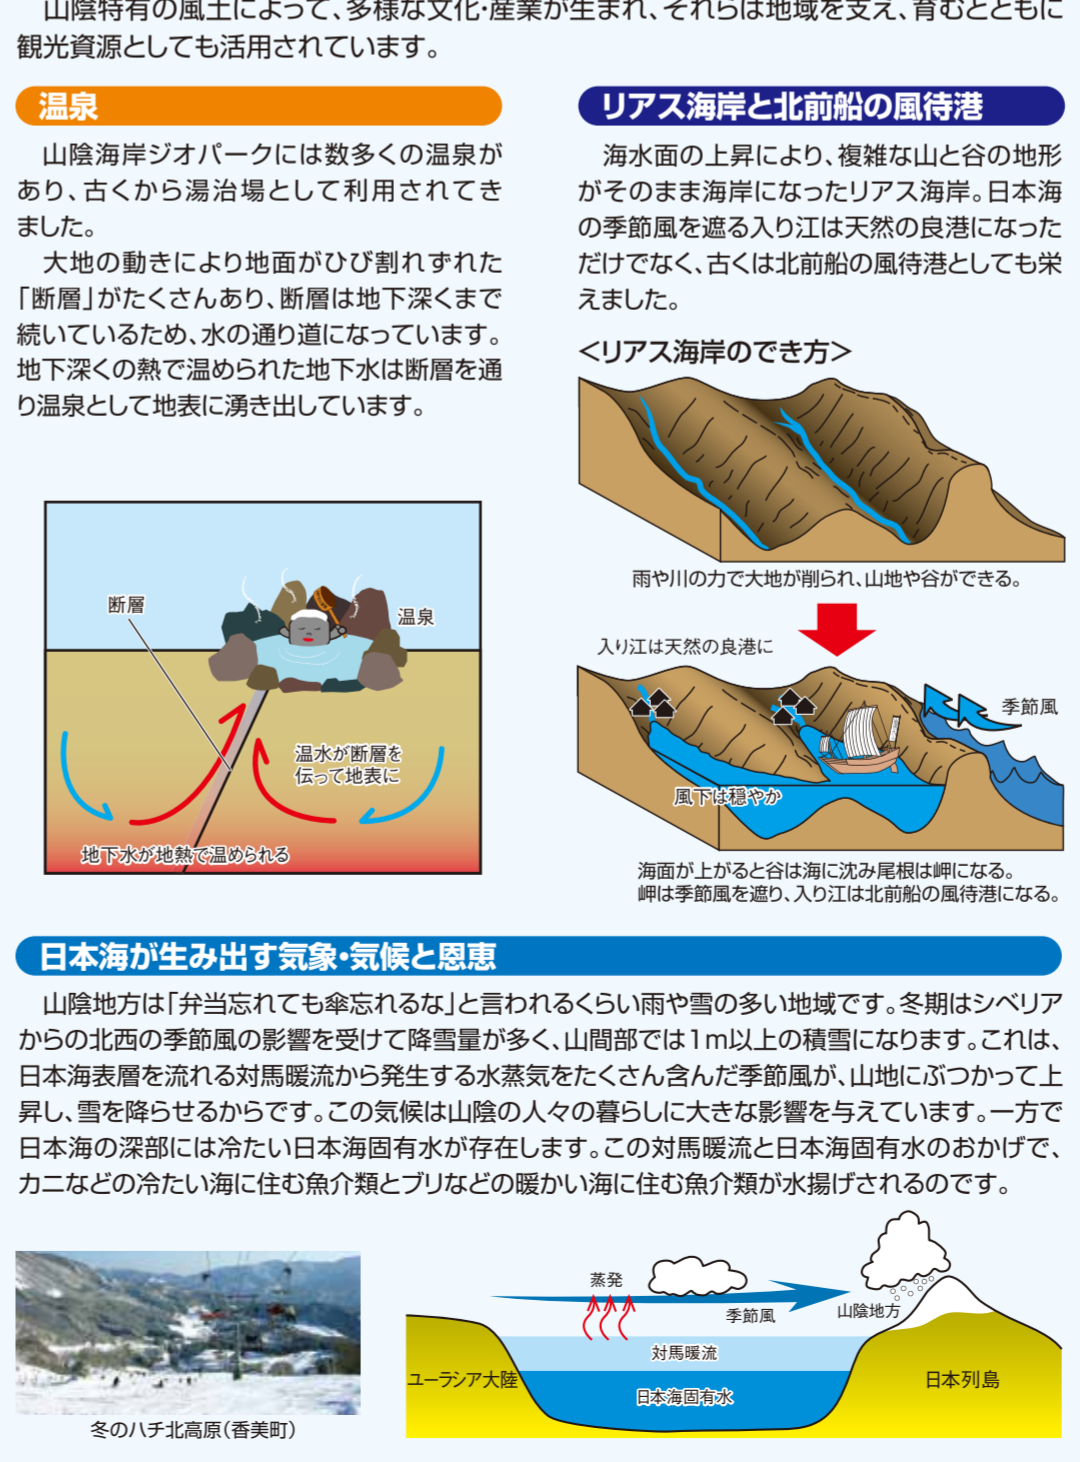 山陰特有の風土によって、多様な文化・産業が生まれ、それらは地域を支え、育むとともに
観光資源としても活用されています。
温泉
山陰海岸ジオパークには数多くの温泉が
あり、古くから湯治場として利用されてき
ました。
大地の動きにより地面がひび割れずれた
「断層」がたくさんあり、断層は地下深くまで
続いているため、水の通り道になっています。
地下深くの熱で温められた地下水は断層を通
り温泉として地表に湧き出しています。
断層
温泉
温水が断層を
伝って地表に
地下水が地熱で温められる
リアス海岸と北前船の風待港
海水面の上昇により、複雑な山と谷の地形
がそのまま海岸になったリアス海岸。日本海
の季節風を遮る入り江は天然の良港になった
だけでなく、古くは北前船の風待港としても栄
えました。
＜リアス海岸のでき方＞
雨や川の力で大地が削られ、山地や谷ができる。
入り江は天然の良港に
季節風
風下は穏やか
海面が上がると谷は海に沈み尾根は岬になる。
岬は季節風を遮り、入り江は北前船の風待港になる。
日本海が生み出す気象・気候と恩恵
山陰地方は「弁当忘れても傘忘れるな」と言われるくらい雨や雪の多い地域です。冬期はシベリア
からの北西の季節風の影響を受けて降雪量が多く、山間部では1m以上の積雪になります。これは、
日本海表層を流れる対馬暖流から発生する水蒸気をたくさん含んだ季節風が、山地にぶつかって上
昇し、雪を降らせるからです。この気候は山陰の人々の暮らしに大きな影響を与えています。一方で
日本海の深部には冷たい日本海固有水が存在します。この対馬暖流と日本海固有水のおかげで、
カニなどの冷たい海に住む魚介類とブリなどの暖かい海に住む魚介類が水揚げされるのです。
冬のハチ北高原（香美町）
蒸発
季節風
山陰地方
対馬暖流
ユーラシア大陸
日本海固有水
日本列島